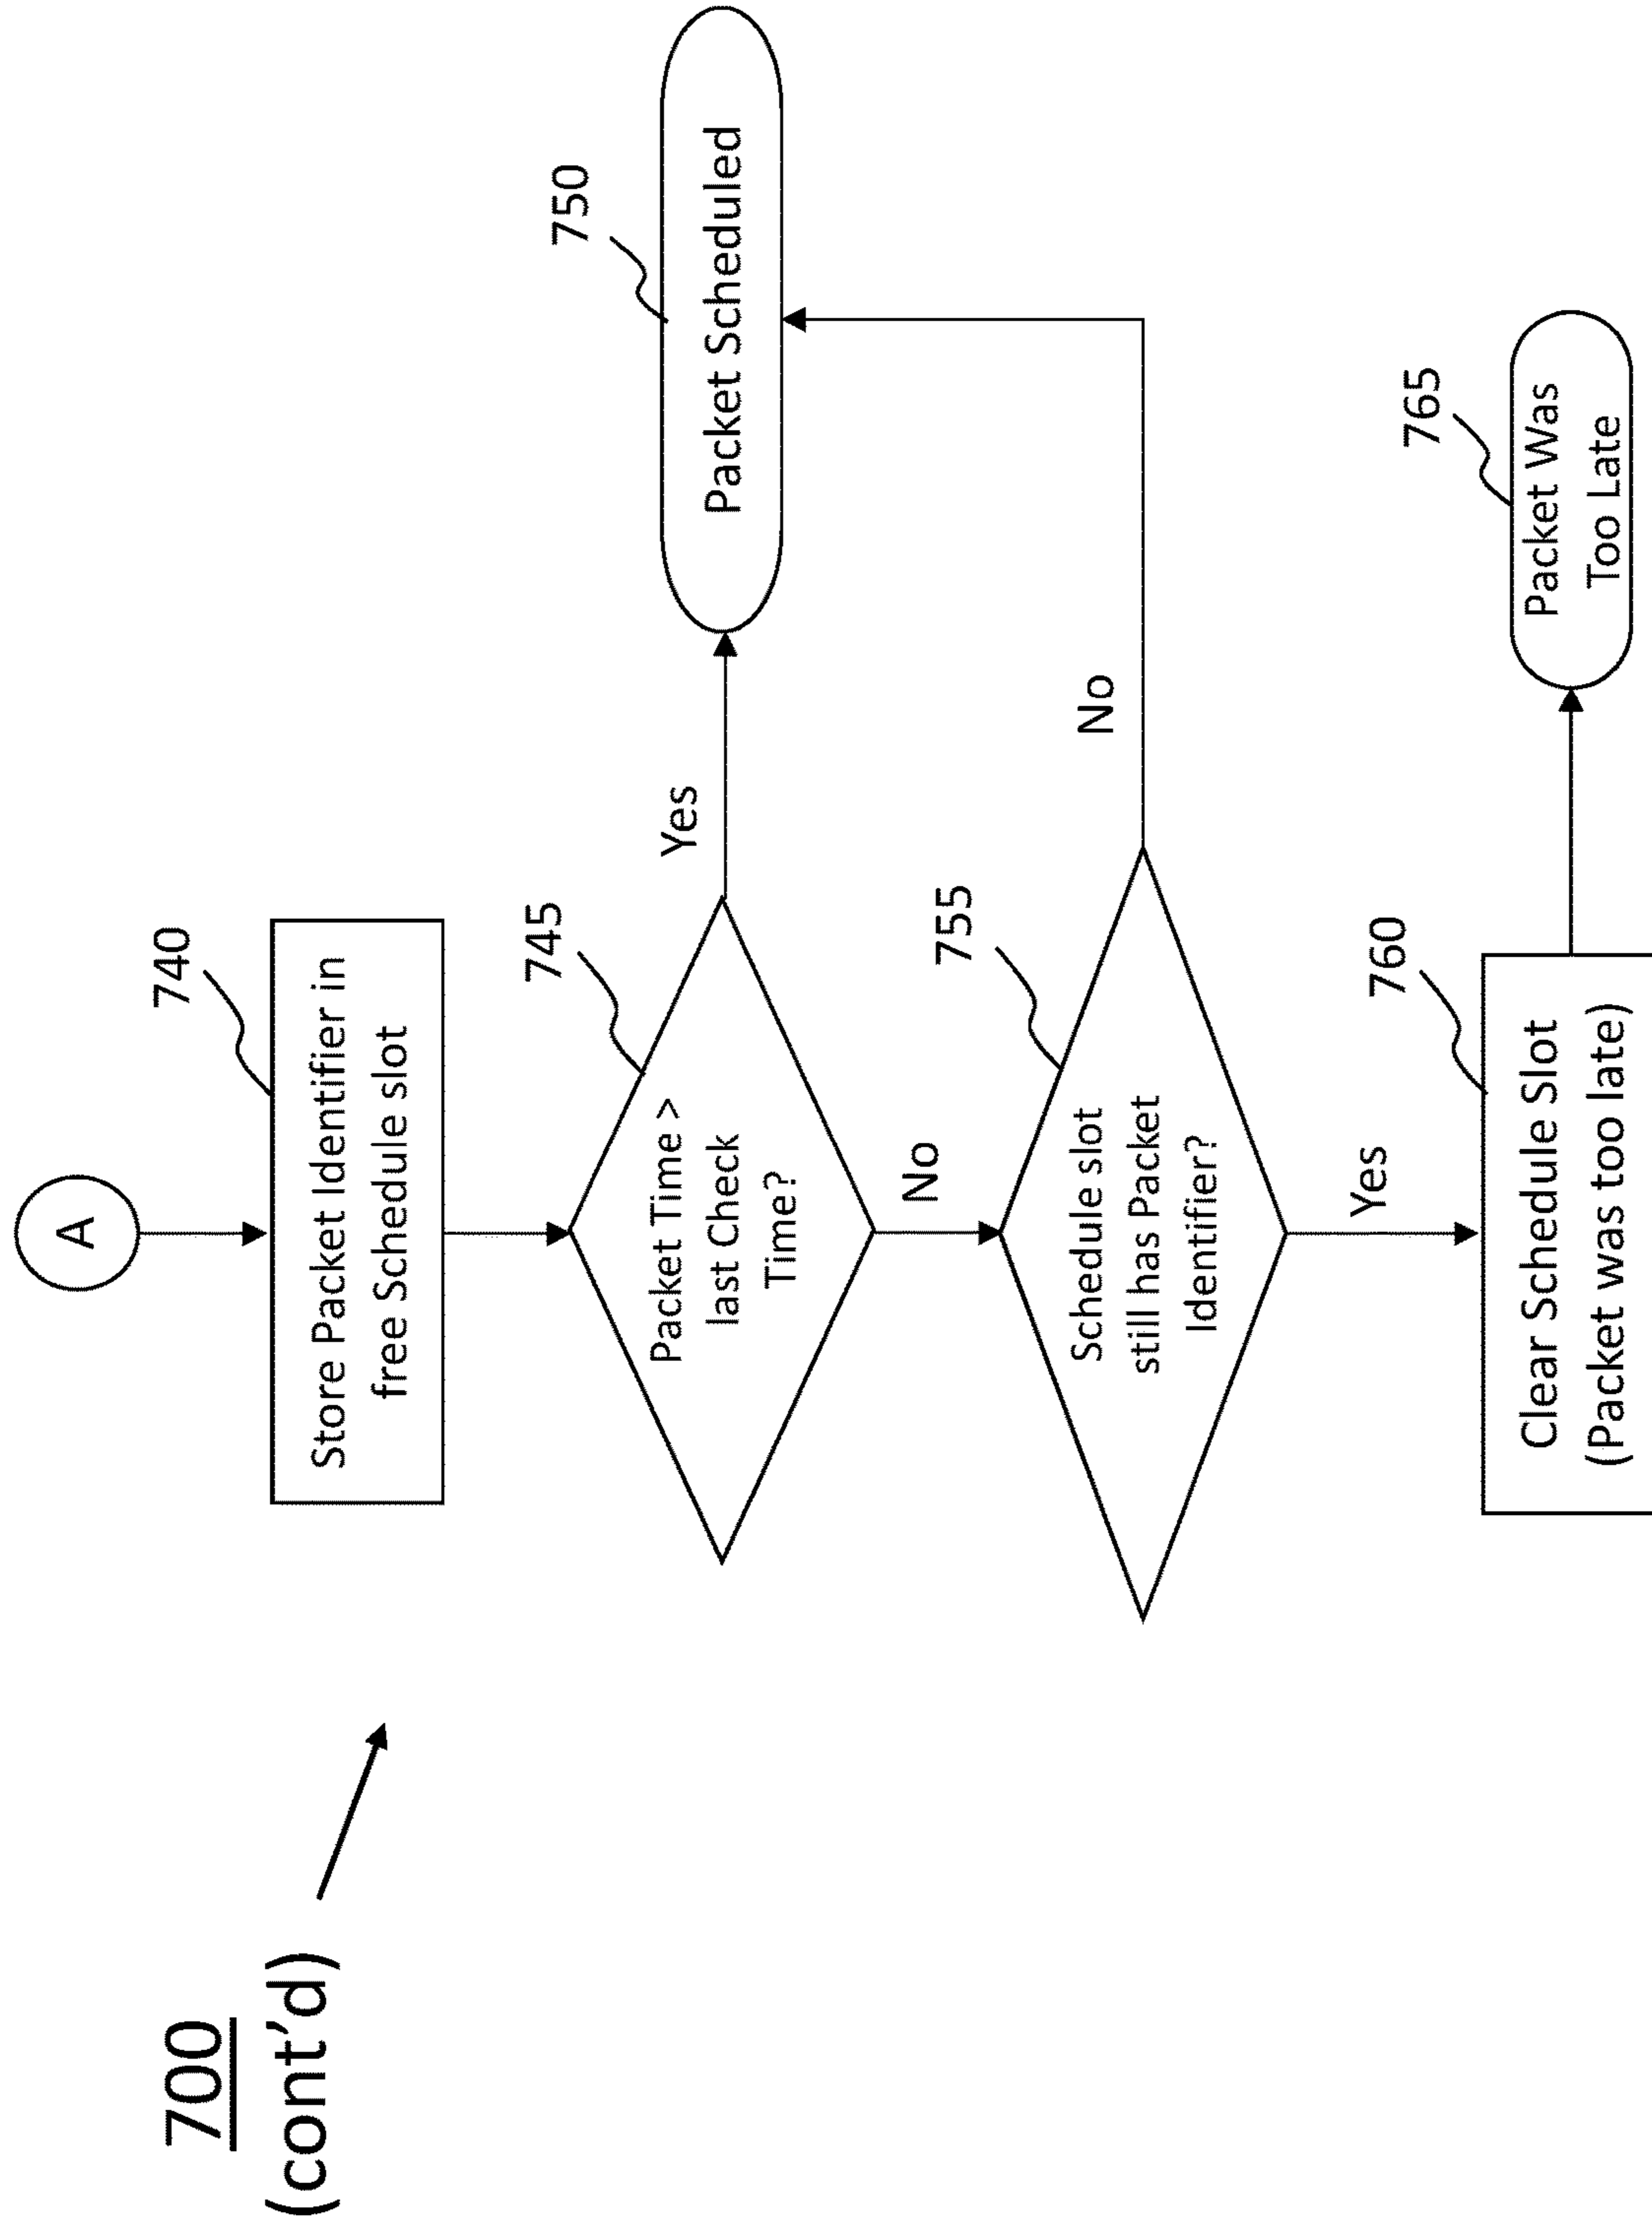 700
(cont'd)
A
740
Store Packet Identifier in
free Schedule slot
745
Packet Time >
last Check
Time?
Yes
750
Packet Scheduled
No
755
Schedule slot
still has Packet
Identifier?
No
Yes
760
Clear Schedule Slot
(Packet was too late)
765
Packet Was
Too Late